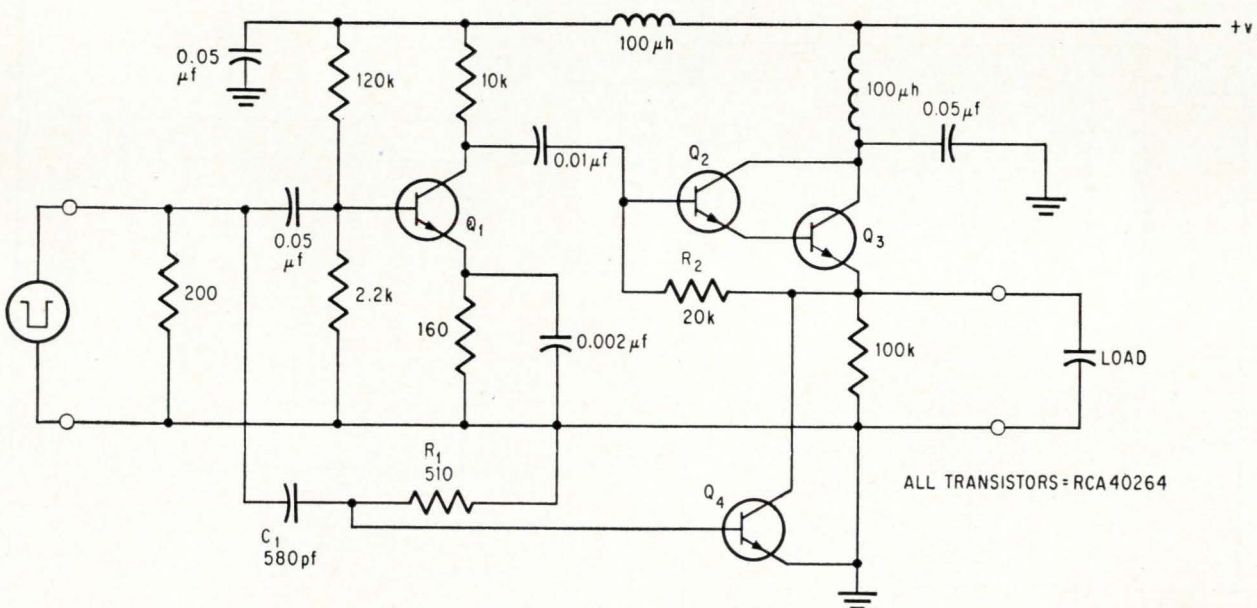 +v
100μh
0.05
μf
120k
10k
100μh
0.05μf
0.01μf
Q2
Q1
Q3
0.05
μf
200
2.2k
R2
20k
160
0.002μf
100k
LOAD
R1
510
Q4
ALL TRANSISTORS = RCA 40264
C1
580pf